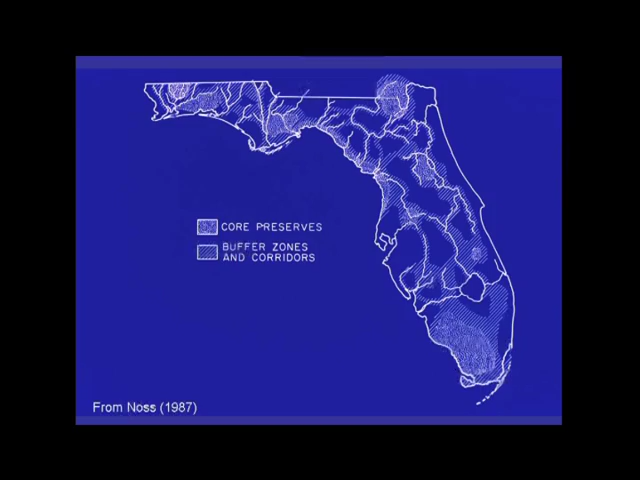 CORE PRESERVES
BUFFER ZONES
AND CORRIDORS
From Noss (1987)